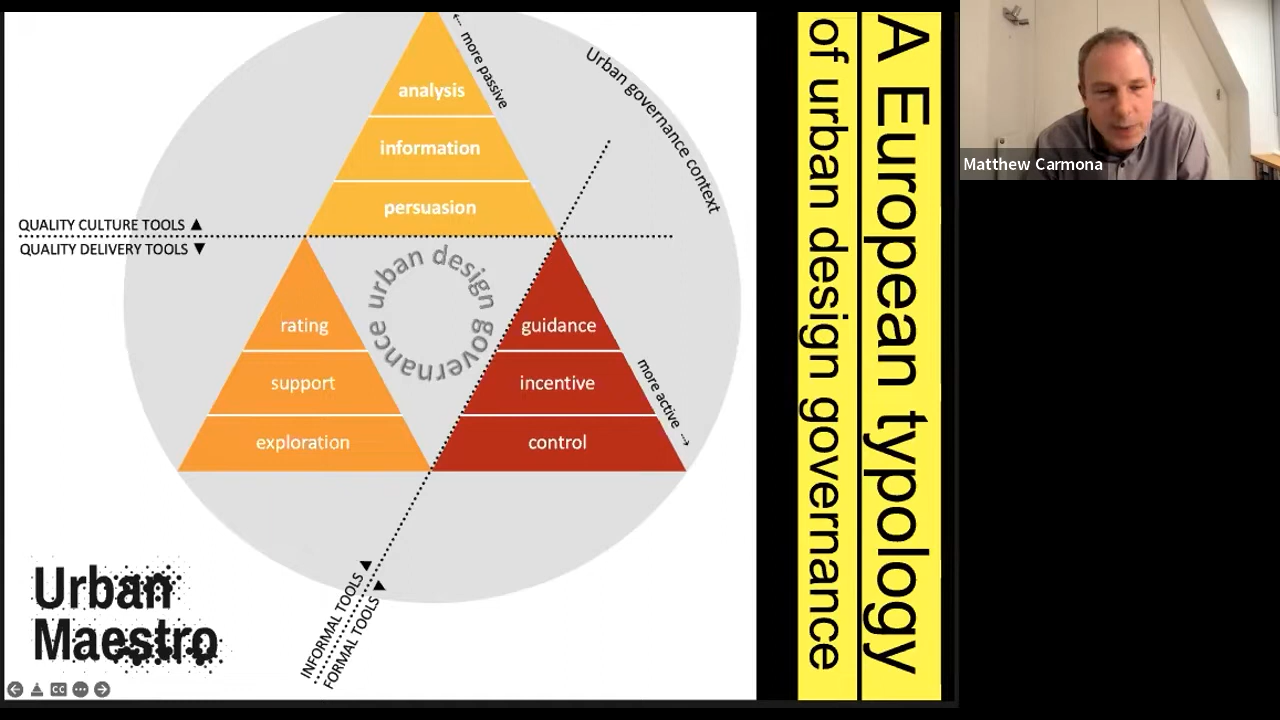 analysis
information
persuasion
← more passive
Urban governance context
QUALITY CULTURE TOOLS ▲
QUALITY DELIVERY TOOLS ▼
urban design governance
rating
support
exploration
guidance
incentive
control
more active →
INFORMAL TOOLS ▲
FORMAL TOOLS ▼
Urban
Maestro
CC
A European typology
of urban design governance
Matthew Carmona